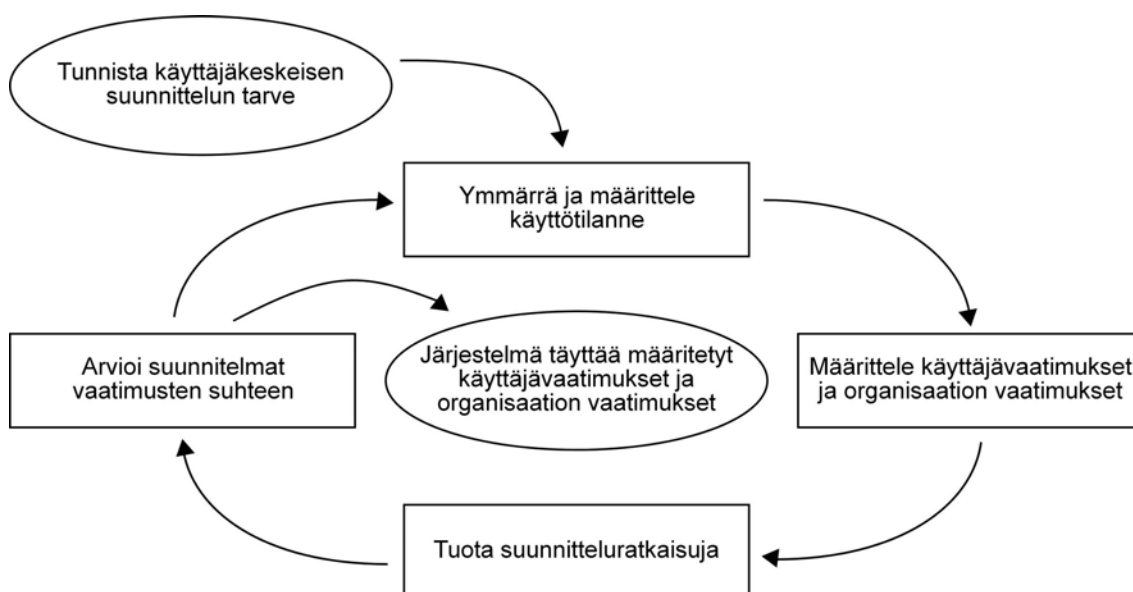 Tunnista käyttäjäkeskeisen
suunnittelun tarve
Ymmärrä ja määrittele
käyttötilanne
Määrittele käyttäjävaatimukset
ja organisaation vaatimukset
Tuota suunnitteluratkaisuja
Arvioi suunnitelmat
vaatimusten suhteen
Järjestelmä täyttää määritetyt
käyttäjävaatimukset ja
organisaation vaatimukset